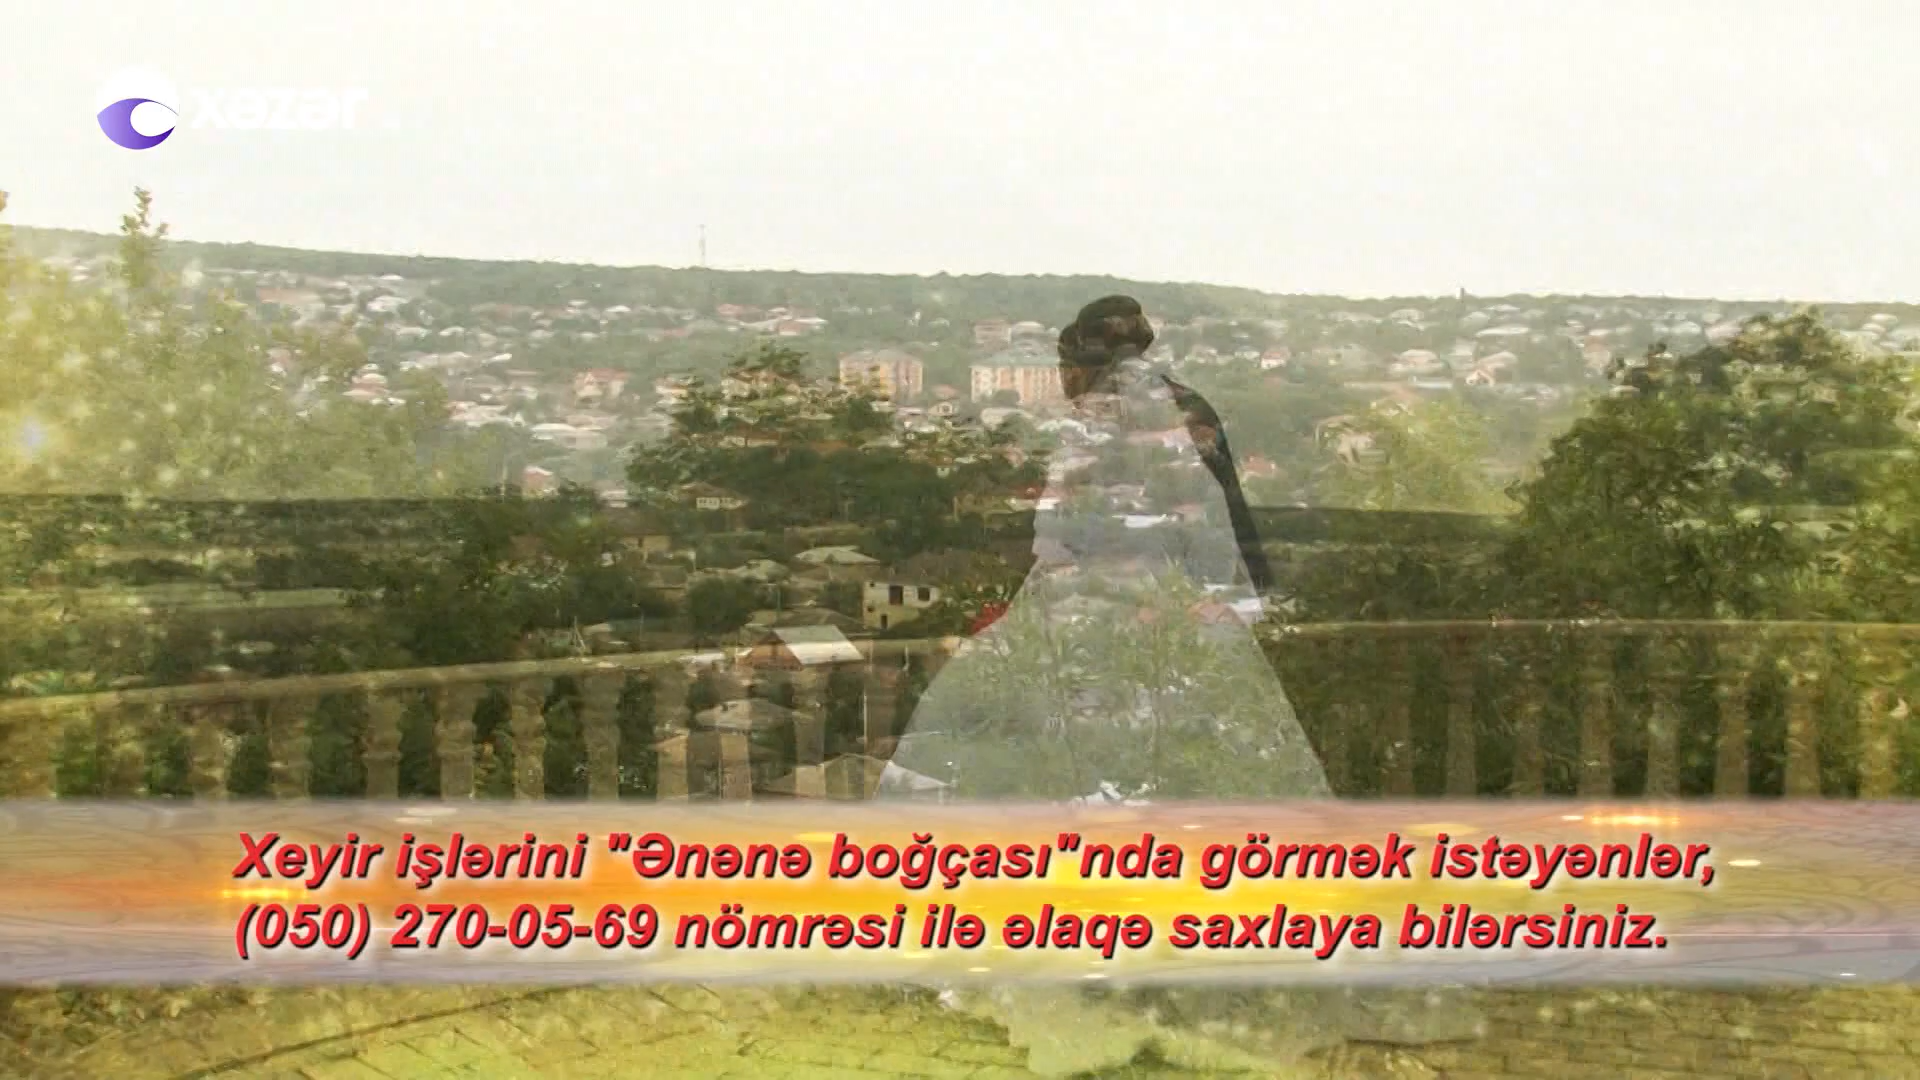 xəzər
Xeyir işlərini "Ənənə boğçası"nda görmək istəyənlər,
(050) 270-05-69 nömrəsi ilə əlaqə saxlaya bilərsiniz.